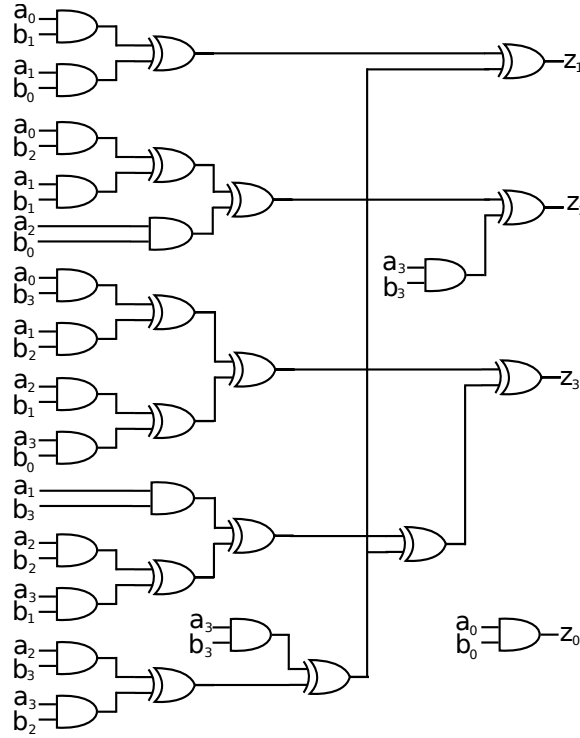 a₀
b₁
z₁
a₁
b₀
a₀
b₂
a₁
b₁
z
a₂
b₀
a₃
b₃
a₀
b₃
a₁
b₂
a₂
b₁
z₃
a₃
b₀
a₁
b₃
a₂
b₂
a₃
b₁
a₃
b₃
a₀
b₀
z₀
a₂
b₃
a₃
b₂